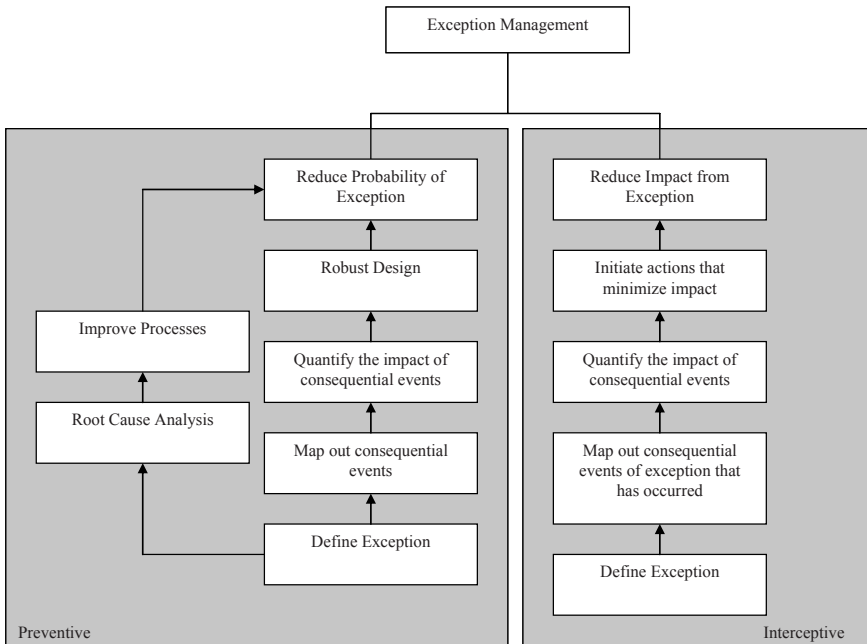 Exception Management
Reduce Probability of
Exception
Robust Design
Improve Processes
Quantify the impact of
consequential events
Root Cause Analysis
Map out consequential
events
Define Exception
Preventive
Reduce Impact from
Exception
Initiate actions that
minimize impact
Quantify the impact of
consequential events
Map out consequential
events of exception that
has occurred
Define Exception
Interceptive